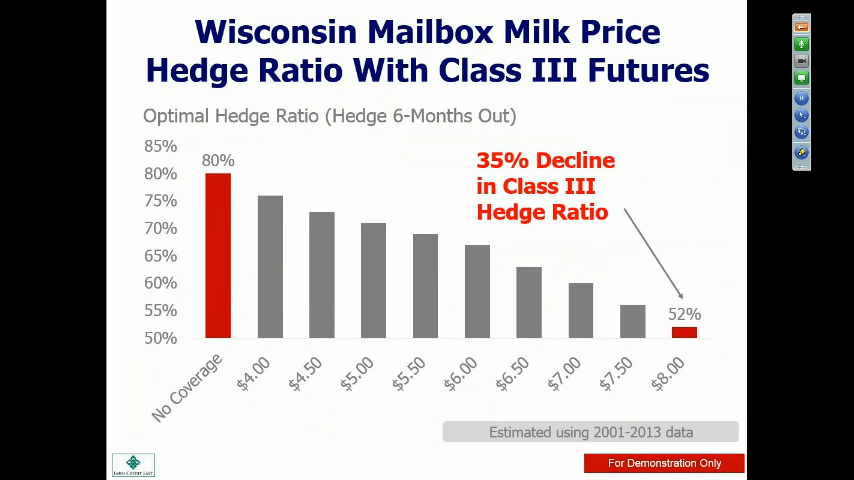 Wisconsin Mailbox Milk Price
Hedge Ratio With Class III Futures
Optimal Hedge Ratio (Hedge 6-Months Out)
85%
80%
75%
70%
65%
60%
55%
50%
80%
35% Decline
in Class III
Hedge Ratio
52%
No Coverage
$4.00
$4.50
$5.00
$5.50
$6.00
$6.50
$7.00
$7.50
$8.00
Estimated using 2001-2013 data
FARM CREDIT EAST
For Demonstration Only